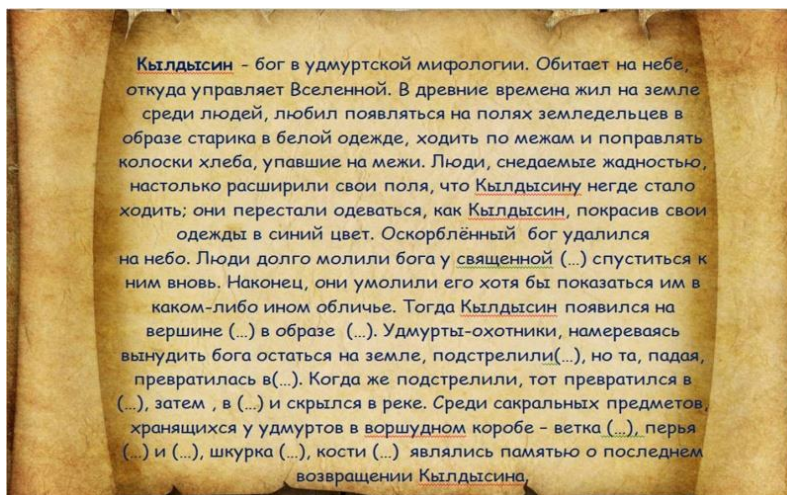 Кылдысин – бог в удмуртской мифологии. Обитает на небе,
откуда управляет Вселенной. В древние времена жил на земле
среди людей, любил появляться на полях земледельцев в
образе старика в белой одежде, ходить по межам и поправлять
колоски хлеба, упавшие на межи. Люди, снедаемые жадностью,
настолько расширили свои поля, что Кылдысину негде стало
ходить; они перестали одеваться, как Кылдысин, покрасив свои
одежды в синий цвет. Оскорблённый бог удалился
на небо. Люди долго молили бога у священной (…) спуститься к
ним вновь. Наконец, они умолили его хотя бы показаться им в
каком-либо ином обличье. Тогда Кылдысин появился на
вершине (…) в образе (…). Удмурты-охотники, намереваясь
вынудить бога остаться на земле, подстрелили(…), но та, падая,
превратилась в(…). Когда же подстрелили, тот превратился в
(…), затем , в (…) и скрылся в реке. Среди сакральных предметов,
хранящихся у удмуртов в воршудном коробе – ветка (…), перья
(…) и (…), шкурка (…), кости (…) являлись памятью о последнем
возвращении Кылдысина.